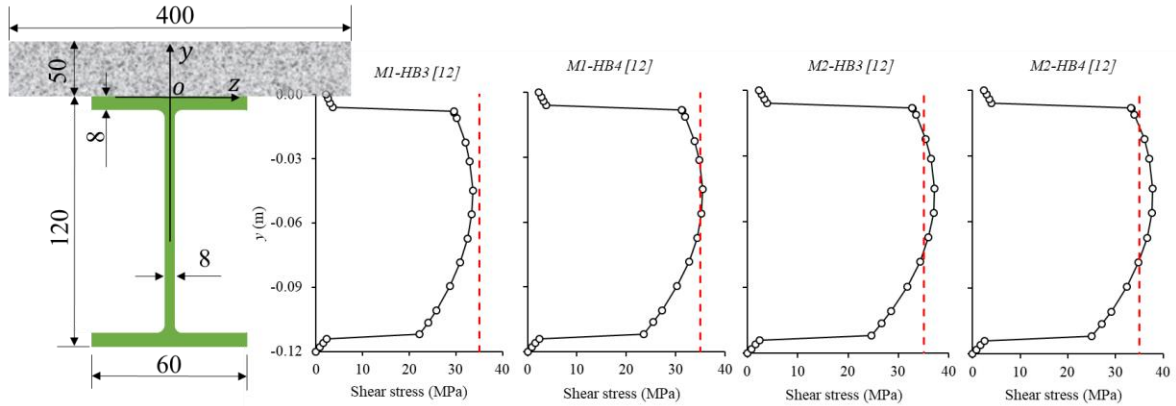 400
50
y
o
z
8
120
8
60
M1-HB3 [12]
0.00
-0.03
-0.06
-0.09
-0.12
y (m)
0 10 20 30 40
Shear stress (MPa)
M1-HB4 [12]
0 10 20 30 40
Shear stress (MPa)
M2-HB3 [12]
0 10 20 30 40
Shear stress (MPa)
M2-HB4 [12]
0 10 20 30 40
Shear stress (MPa)